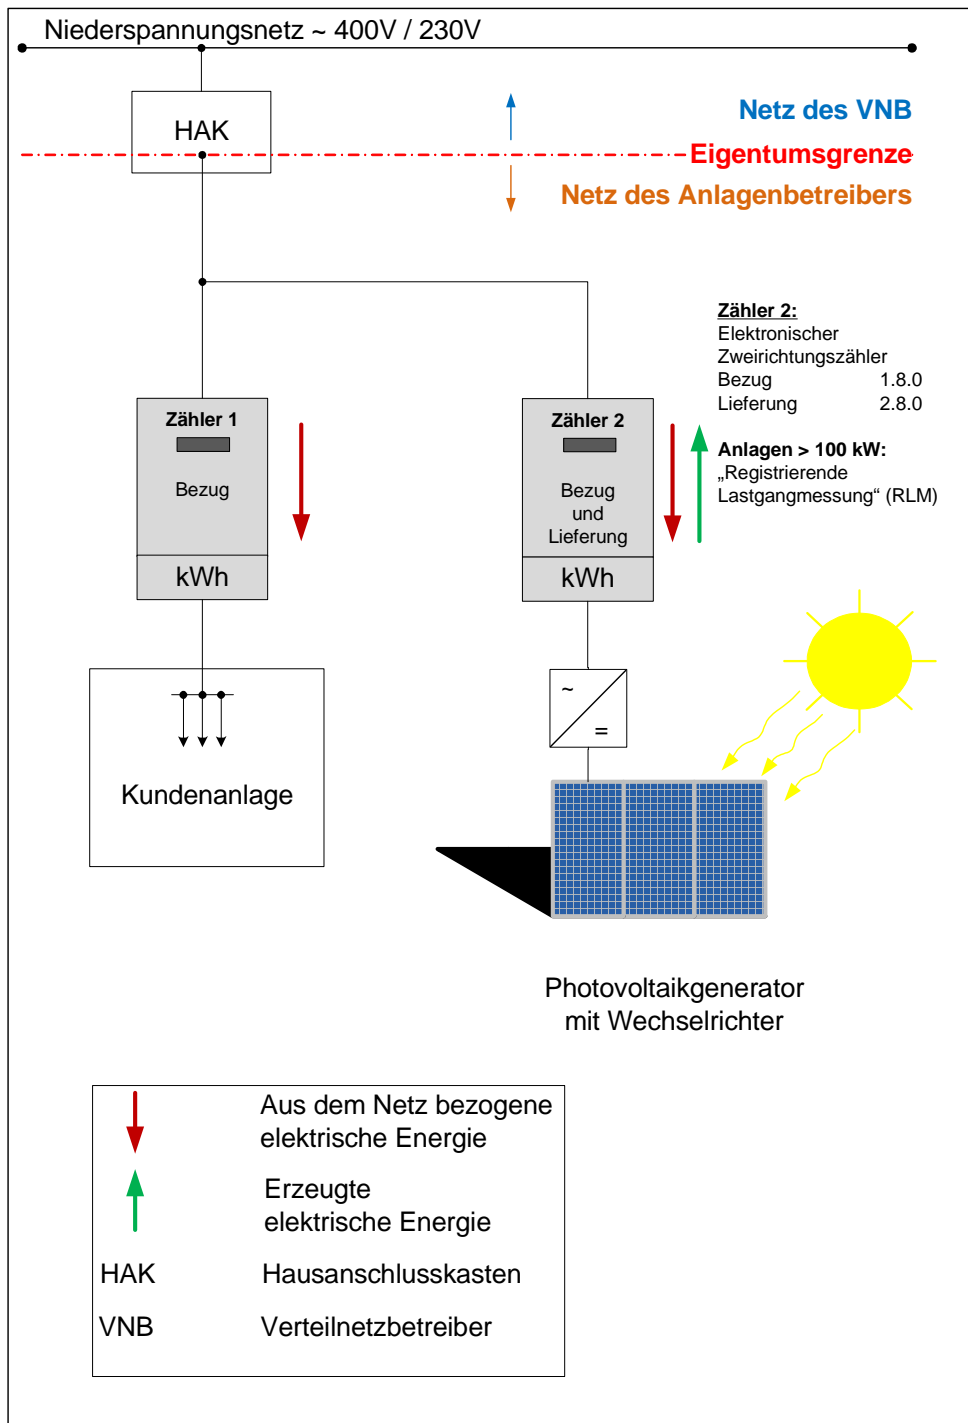 Niederspannungsnetz ~ 400V / 230V
HAK
Netz des VNB
Eigentumsgrenze
Netz des Anlagenbetreibers
Zähler 2:
Elektronischer
Zweirichtungszähler
Bezug 1.8.0
Lieferung 2.8.0
Anlagen > 100 kW:
„Registrierende
Lastgangmessung“ (RLM)
Zähler 1
Bezug
kWh
Zähler 2
Bezug
und
Lieferung
kWh
~
=
Kundenanlage
Photovoltaikgenerator
mit Wechselrichter
Aus dem Netz bezogene
elektrische Energie
Erzeugte
elektrische Energie
HAK Hausanschlusskasten
VNB Verteilnetzbetreiber